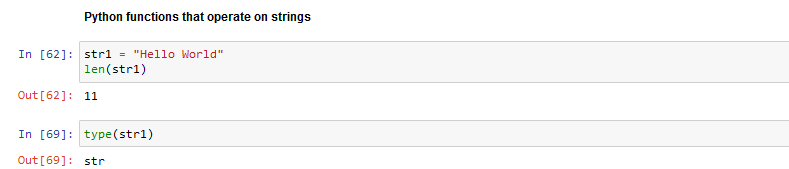 Python functions that operate on strings
In [62]: str1 = "Hello World"
len(str1)
Out[62]: 11
In [69]: type(str1)
Out[69]: str